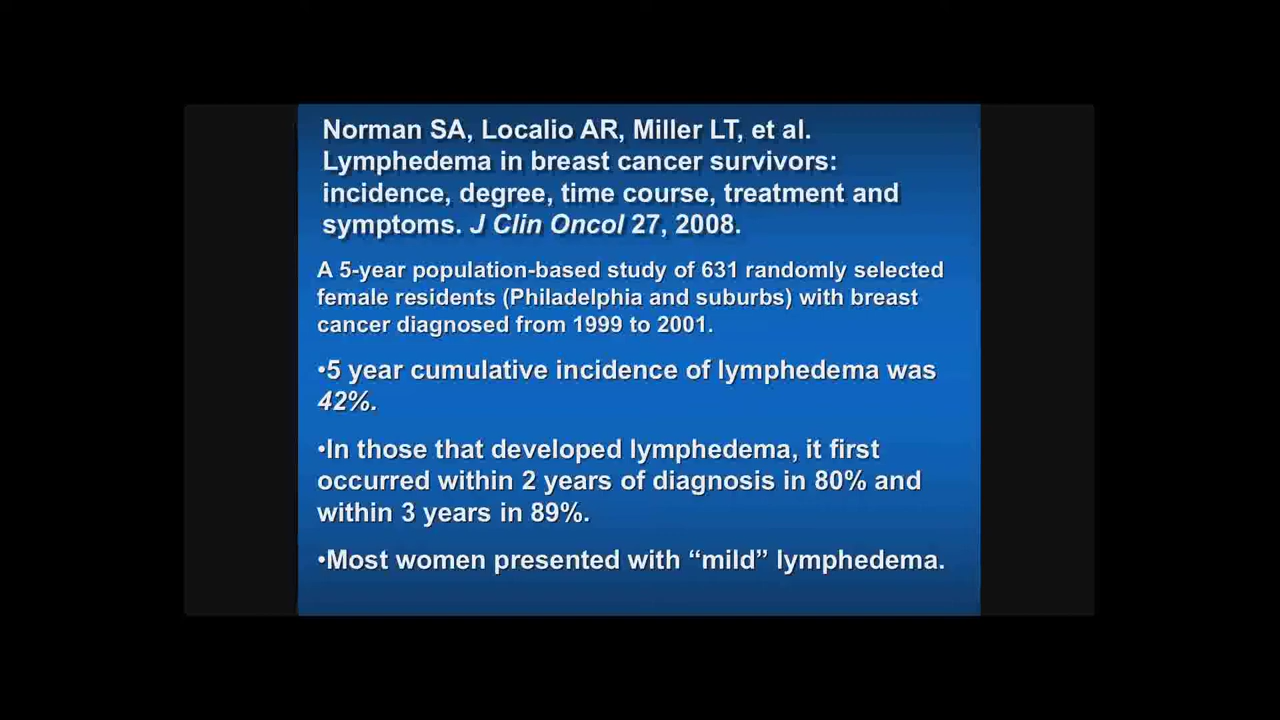 Norman SA, Localio AR, Miller LT, et al.
Lymphedema in breast cancer survivors:
incidence, degree, time course, treatment and
symptoms. J Clin Oncol 27, 2008.
A 5-year population-based study of 631 randomly selected
female residents (Philadelphia and suburbs) with breast
cancer diagnosed from 1999 to 2001.
•5 year cumulative incidence of lymphedema was
42%.
•In those that developed lymphedema, it first
occurred within 2 years of diagnosis in 80% and
within 3 years in 89%.
•Most women presented with “mild” lymphedema.